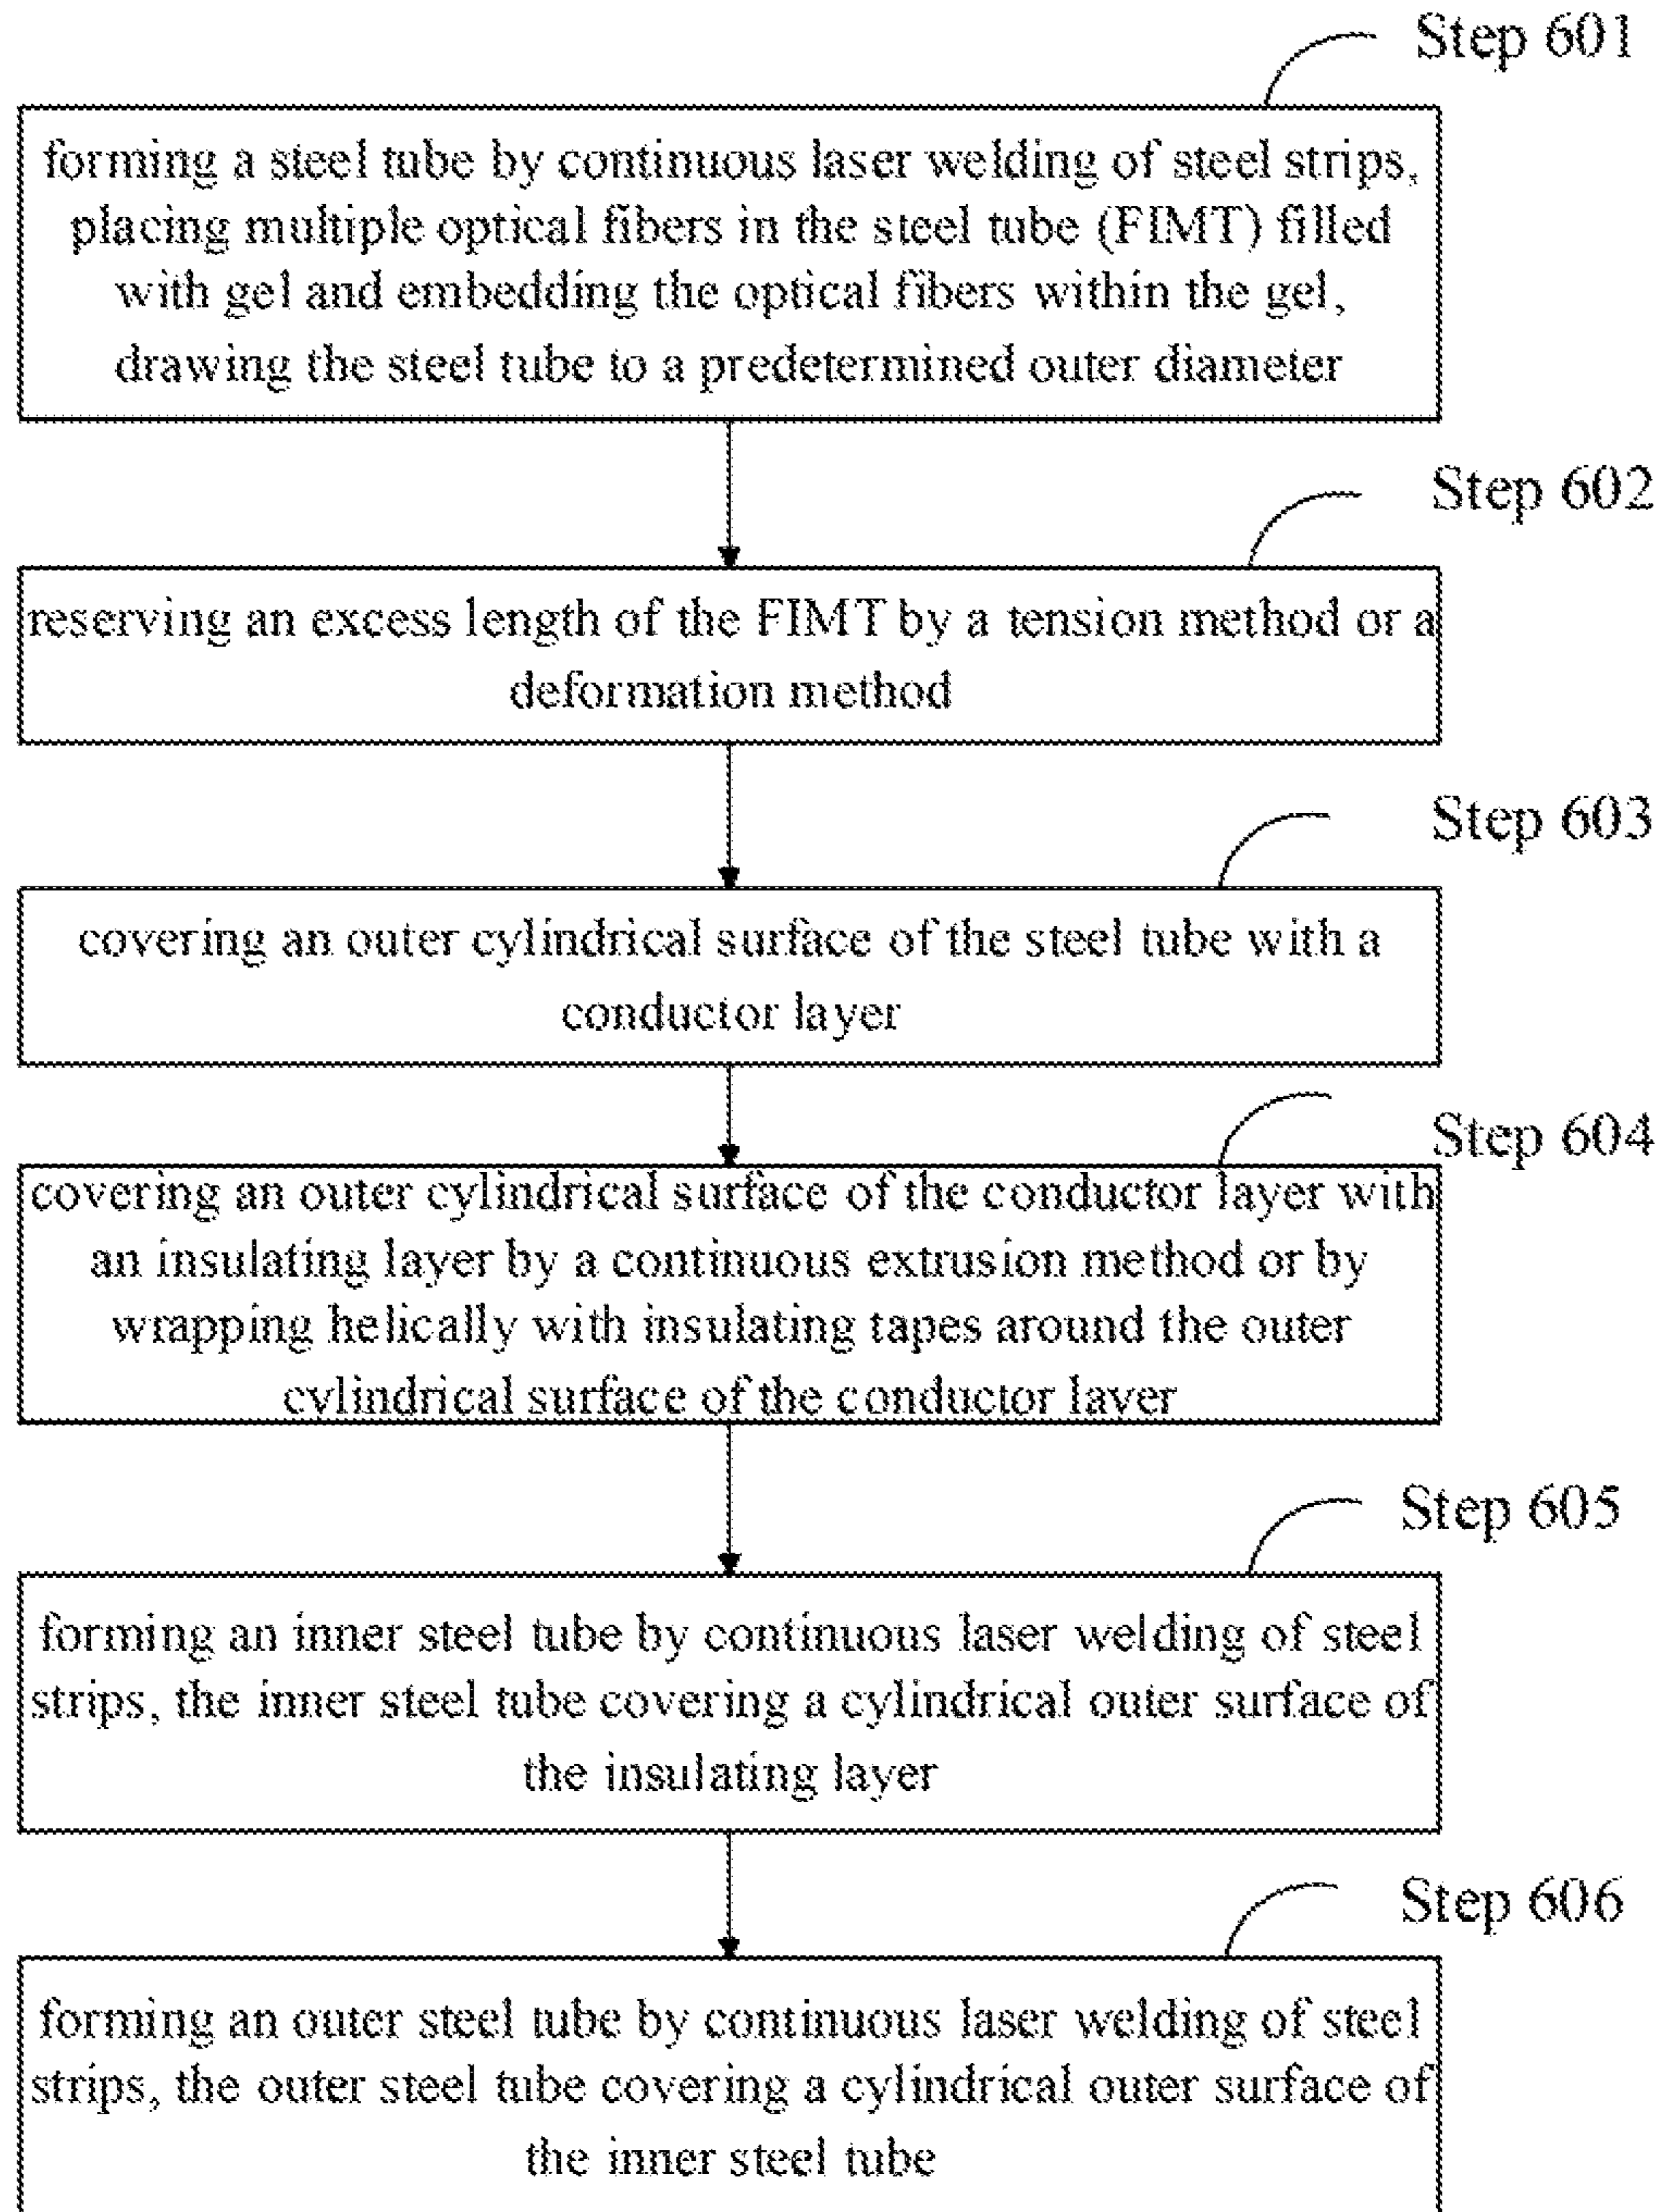 Step 601
forming a steel tube by continuous laser welding of steel strips,
placing multiple optical fibers in the steel tube (FIMT) filled
with gel and embedding the optical fibers within the gel,
drawing the steel tube to a predetermined outer diameter
Step 602
reserving an excess length of the FIMT by a tension method or a
deformation method
Step 603
covering an outer cylindrical surface of the steel tube with a
conductor layer
Step 604
covering an outer cylindrical surface of the conductor layer with
an insulating layer by a continuous extrusion method or by
wrapping helically with insulating tapes around the outer
cylindrical surface of the conductor layer
Step 605
forming an inner steel tube by continuous laser welding of steel
strips, the inner steel tube covering a cylindrical outer surface of
the insulating layer
Step 606
forming an outer steel tube by continuous laser welding of steel
strips, the outer steel tube covering a cylindrical outer surface of
the inner steel tube